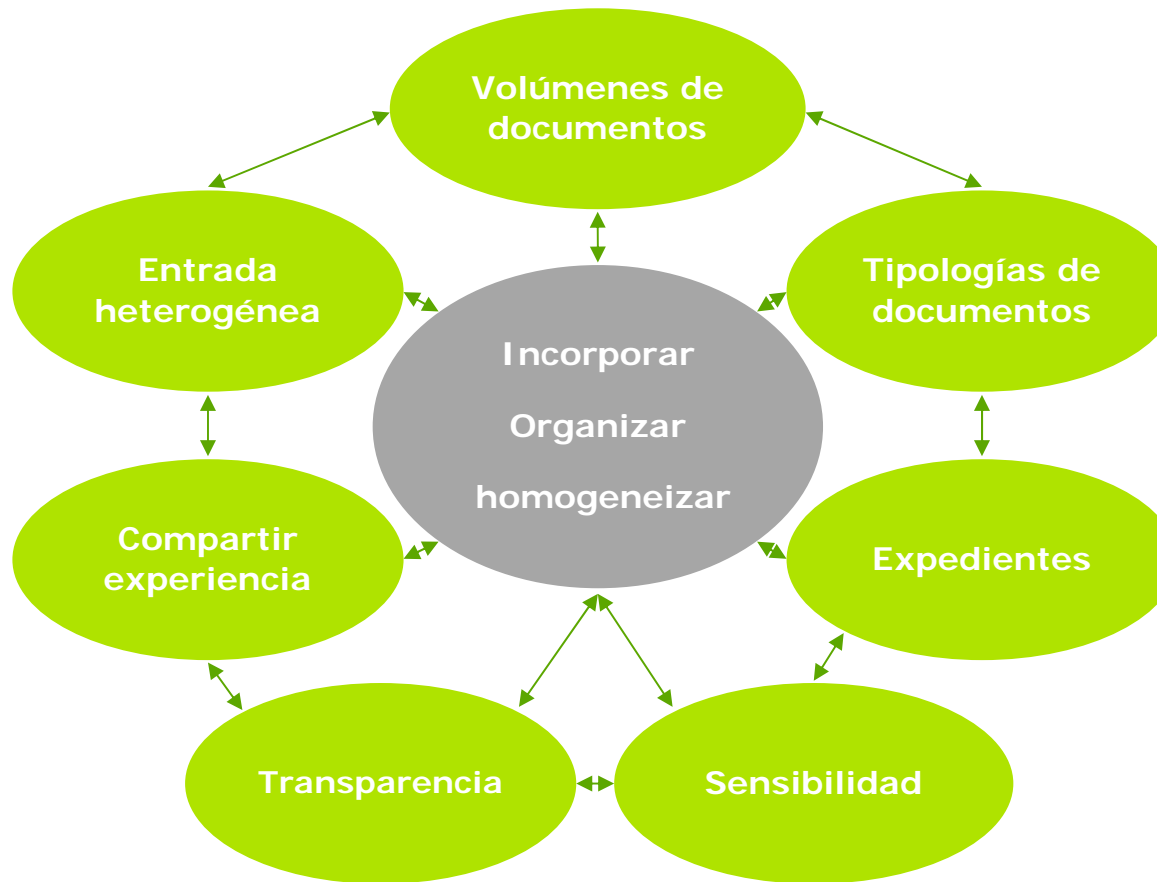 Volúmenes de
documentos
Entrada
heterogénea
Tipologías de
documentos
Incorporar
Organizar
homogeneizar
Compartir
experiencia
Expedientes
Transparencia
Sensibilidad